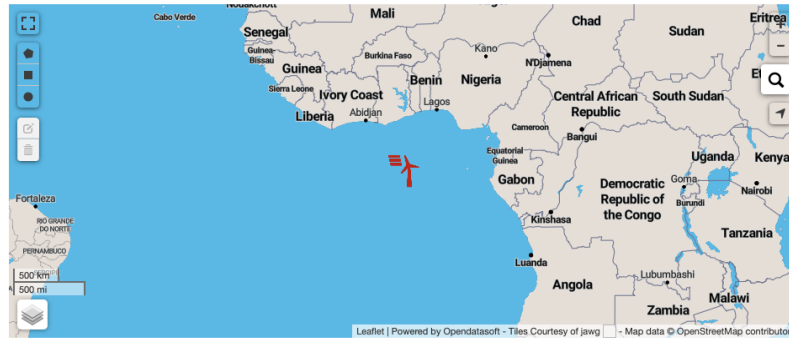 Cabo Verde
Mali
Chad
Sudan
Eritrea
Senegal
Guinea-
Bissau
Burkina Faso
Kano
N'Djamena
Guinea
Benin
Nigeria
Sierra Leone
Ivory Coast
Lagos
Central African
Republic
South Sudan
Liberia
Abidjan
Cameroon
Bangui
Equatorial
Guinea
Uganda
Kenya
Gabon
Democratic
Republic of
the Congo
Goma
Nairobi
Burundi
Fortaleza
RIO GRANDE
DO NORTE
Kinshasa
Tanzania
PERNAMBUCO
Luanda
500 km
500 mi
Angola
Lubumbashi
Malawi
Zambia
Leaflet | Powered by Opendatasoft - Tiles Courtesy of jawg - Map data © OpenStreetMap contributor